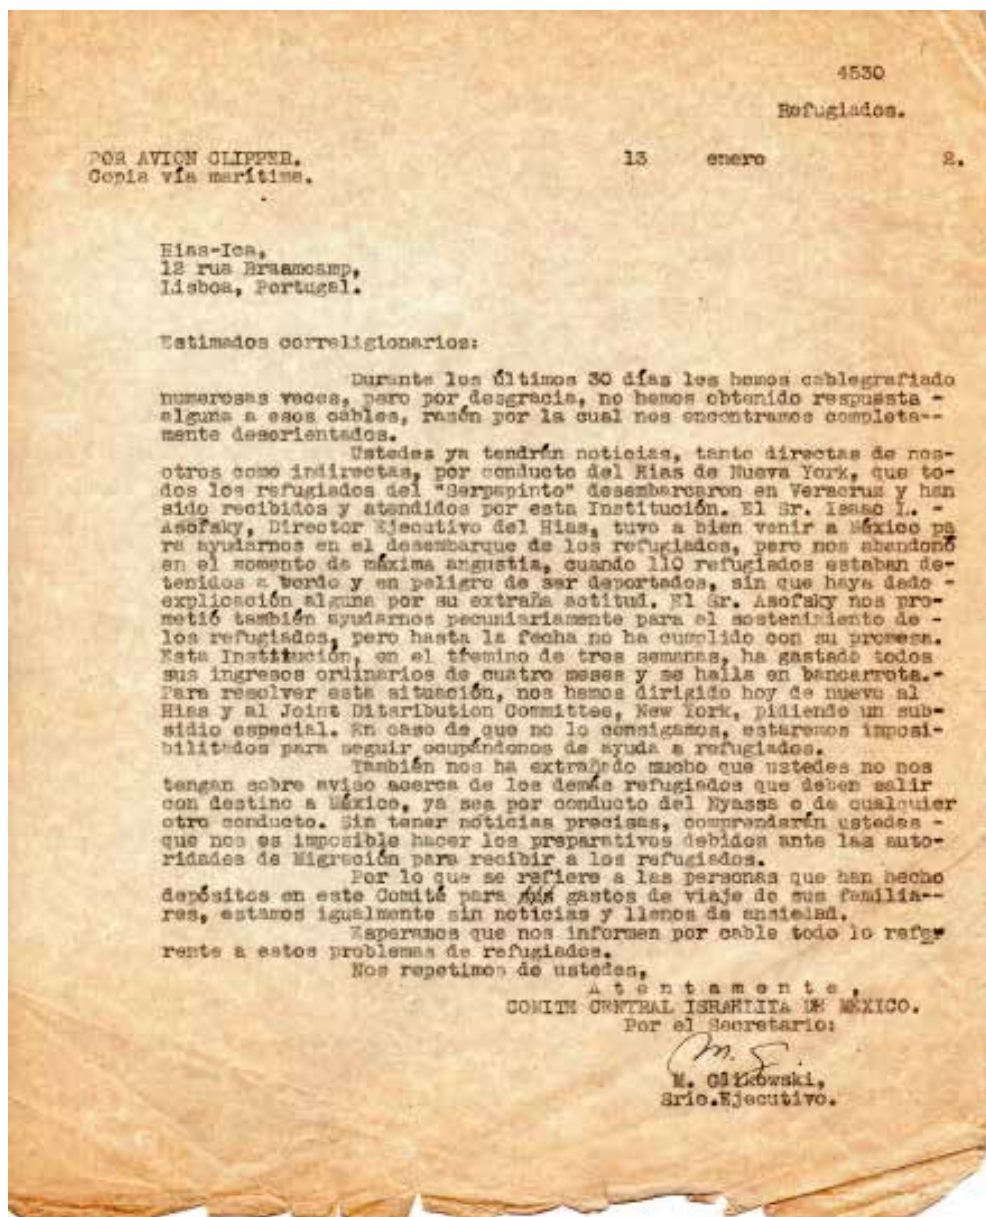 4530
Refugiados.
POR AVION CLIPPER. 13 enero 2.
Copia vía marítima.
Hias-Ica,
12 rua Braamcamp,
Lisboa, Portugal.
Estimados correligionarios:
Durante los últimos 30 días les hemos cablegrafiado
numerosas veces, pero por desgracia, no hemos obtenido respuesta -
alguna a esos cables, razón por la cual nos encontramos completa--
mente desorientados.
Ustedes ya tendrán noticias, tanto directas de nos-
otros como indirectas, por conducto del Hias de Nueva York, que to-
dos los refugiados del "Serpapinto" desembarcaron en Veracruz y han
sido recibidos y atendidos por esta Institución. El Sr. Isaac L. -
Asofsky, Director Ejecutivo del Hias, tuvo a bien venir a México pa
ra ayudarnos en el desembarque de los refugiados, pero nos abandonó
en el momento de máxima angustia, cuando 110 refugiados estaban de-
tenidos a bordo y en peligro de ser deportados, sin que haya dado -
explicación alguna por su extraña actitud. El Sr. Asofsky nos pro-
metió también ayudarnos pecuniariamente para el sostenimiento de -
los refugiados, pero hasta la fecha no ha cumplido con su promesa.
Esta Institución, en el término de tres semanas, ha gastado todos
sus ingresos ordinarios de cuatro meses y se halla en bancarrota.-
Para resolver esta situación, nos hemos dirigido hoy de nuevo al
Hias y al Joint Ditaribution Committee, New York, pidiendo un sub-
sidio especial. En caso de que no lo consigamos, estaremos imposi-
bilitados para seguir ocupándonos de ayuda a refugiados.
También nos ha extrañado mucho que ustedes no nos
tengan sobre aviso acerca de los demás refugiados que deben salir
con destino a México, ya sea por conducto del Nyassa o de cualquier
otro conducto. Sin tener noticias precisas, comprenderán ustedes -
que nos es imposible hacer los preparativos debidos ante las auto-
ridades de Migración para recibir a los refugiados.
Por lo que se refiere a las personas que han hecho
depósitos en este Comité para gastos de viaje de sus familia--
res, estamos igualmente sin noticias y llenos de ansiedad.
Esperamos que nos informen por cable todo lo refe
rente a estos problemas de refugiados.
Nos repetimos de ustedes,
A t e n t a m e n t e ,
COMITE CENTRAL ISRAELITA DE MEXICO.
Por el Secretario:
M. G.
M. Glikowski,
Srio.Ejecutivo.